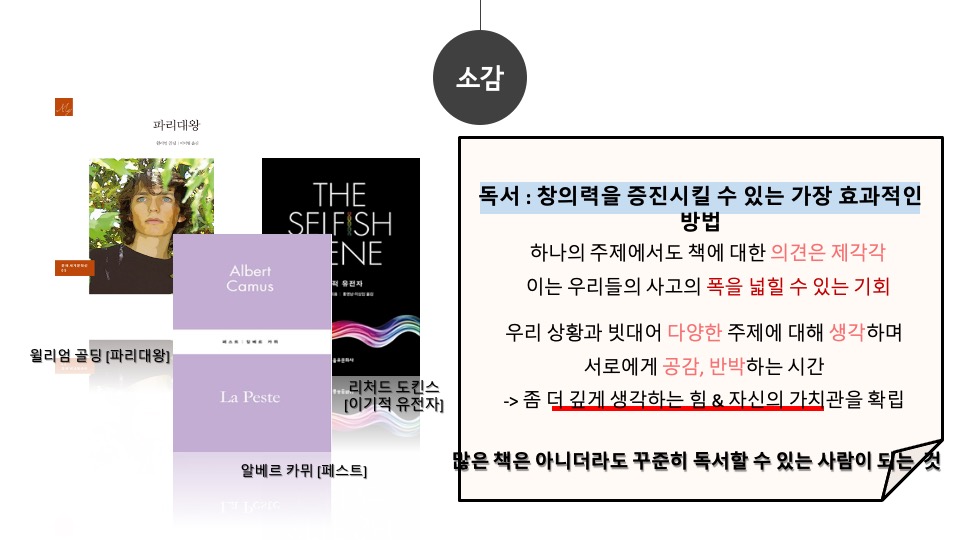 소감
파리대왕
THE
SELFISH
GENE
적 유전자
Albert
Camus
페스트 : 알베르 카뮈
La Peste
윌리엄 골딩 [파리대왕]
리처드 도킨스
[이기적 유전자]
알베르 카뮈 [페스트]
독서 : 창의력을 증진시킬 수 있는 가장 효과적인
방법
하나의 주제에서도 책에 대한 의견은 제각각
이는 우리들의 사고의 폭을 넓힐 수 있는 기회
우리 상황과 빗대어 다양한 주제에 대해 생각하며
서로에게 공감, 반박하는 시간
-> 좀 더 깊게 생각하는 힘 & 자신의 가치관을 확립
많은 책은 아니더라도 꾸준히 독서할 수 있는 사람이 되는 것